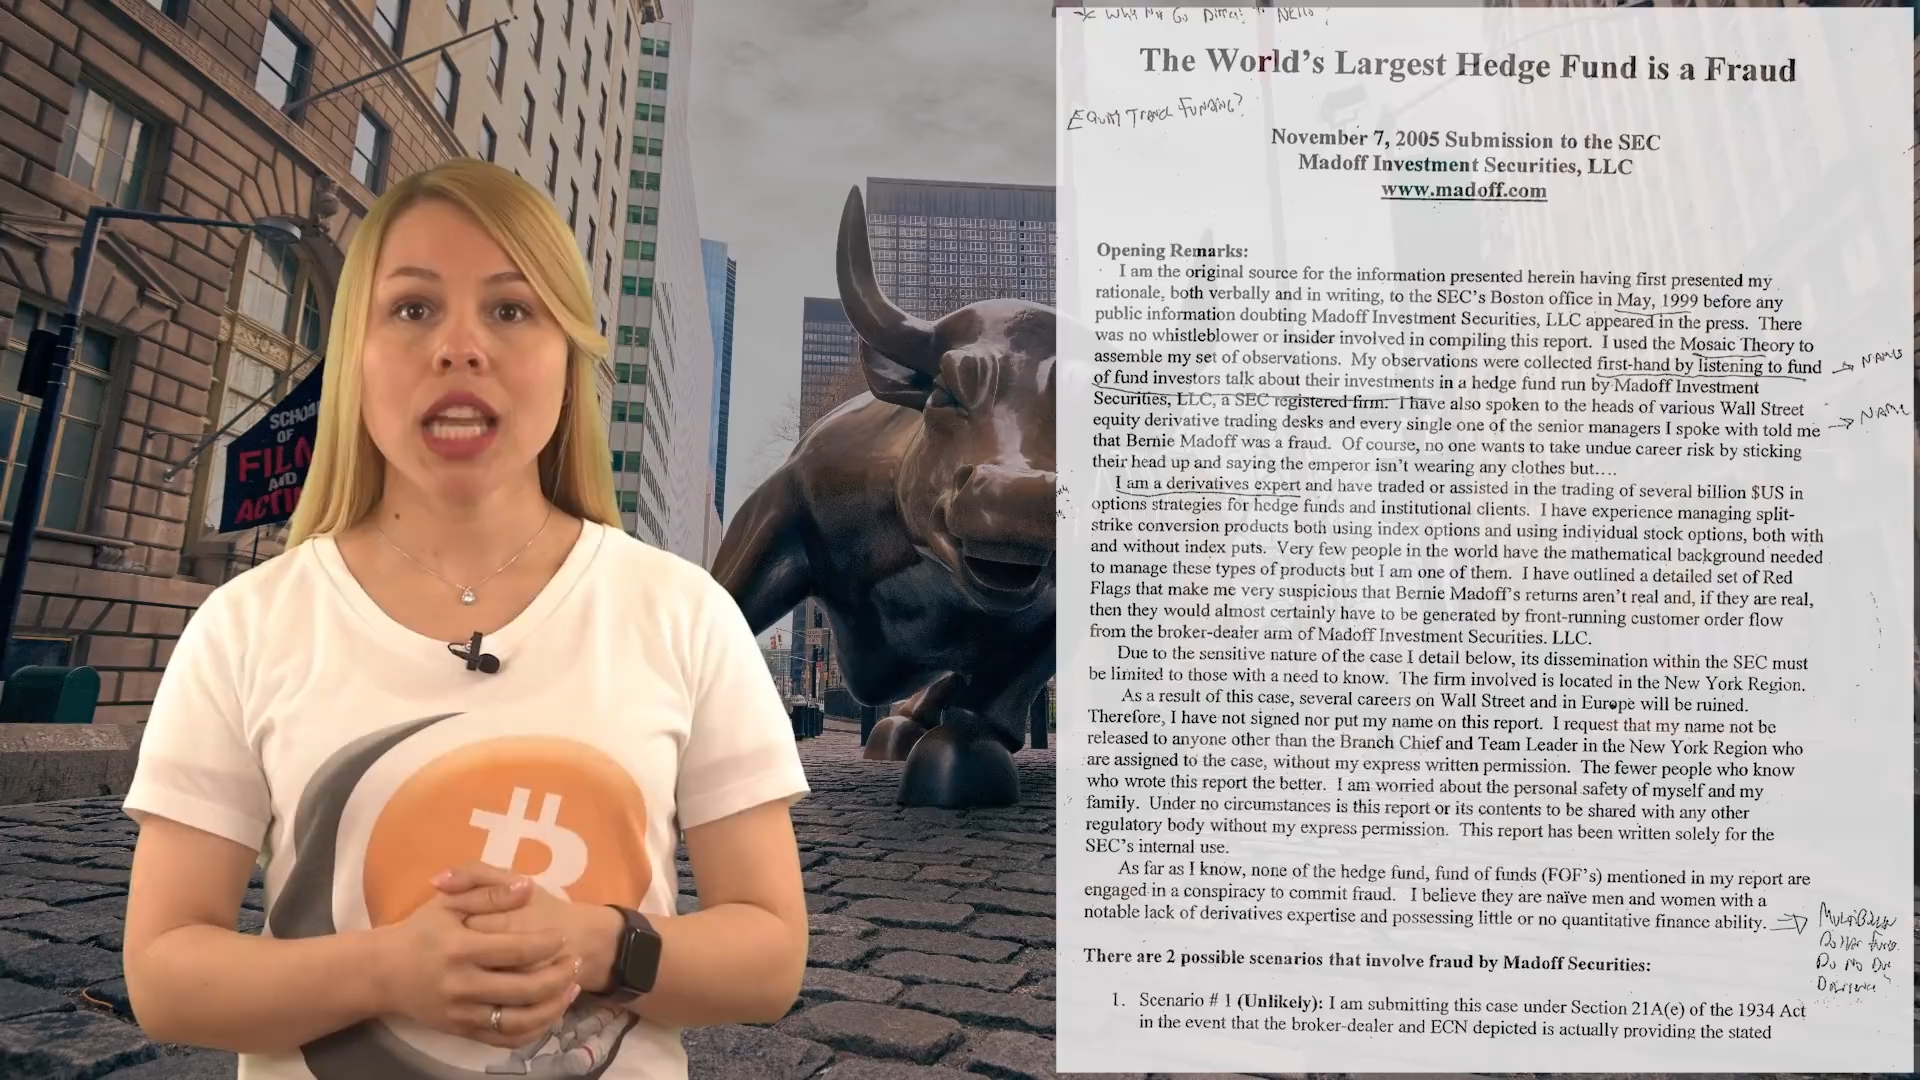 Why Not Go Direct to
The World's Largest Hedge Fund is a Fraud
Equity Trade Funding?
November 7, 2005 Submission to the SEC
Madoff Investment Securities, LLC
www.madoff.com
Opening Remarks:
I am the original source for the information presented herein having first presented my
rationale, both verbally and in writing, to the SEC's Boston office in May, 1999 before any
public information doubting Madoff Investment Securities, LLC appeared in the press. There
was no whistleblower or insider involved in compiling this report. I used the Mosaic Theory to
assemble my set of observations. My observations were collected first-hand by listening to fund
of fund investors talk about their investments in a hedge fund run by Madoff Investment
Securities, LLC, a SEC registered firm. I have also spoken to the heads of various Wall Street
equity derivative trading desks and every single one of the senior managers I spoke with told me
that Bernie Madoff was a fraud. Of course, no one wants to take undue career risk by sticking
their head up and saying the emperor isn't wearing any clothes but....
I am a derivatives expert and have traded or assisted in the trading of several billion $US in
options strategies for hedge funds and institutional clients. I have experience managing split-
strike conversion products both using index options and using individual stock options, both with
and without index puts. Very few people in the world have the mathematical background needed
to manage these types of products but I am one of them. I have outlined a detailed set of Red
Flags that make me very suspicious that Bernie Madoff's returns aren't real and, if they are real,
then they would almost certainly have to be generated by front-running customer order flow
from the broker-dealer arm of Madoff Investment Securities. LLC.
Due to the sensitive nature of the case I detail below, its dissemination within the SEC must
be limited to those with a need to know. The firm involved is located in the New York Region.
As a result of this case, several careers on Wall Street and in Europe will be ruined.
Therefore, I have not signed nor put my name on this report. I request that my name not be
released to anyone other than the Branch Chief and Team Leader in the New York Region who
are assigned to the case, without my express written permission. The fewer people who know
who wrote this report the better. I am worried about the personal safety of myself and my
family. Under no circumstances is this report or its contents to be shared with any other
regulatory body without my express permission. This report has been written solely for the
SEC's internal use.
As far as I know, none of the hedge fund, fund of funds (FOF's) mentioned in my report are
engaged in a conspiracy to commit fraud. I believe they are naïve men and women with a
notable lack of derivatives expertise and possessing little or no quantitative finance ability.
There are 2 possible scenarios that involve fraud by Madoff Securities:
1. Scenario # 1 (Unlikely): I am submitting this case under Section 21A(e) of the 1934 Act
in the event that the broker-dealer and ECN depicted is actually providing the stated
Names
Name
Dollar Funds
Do No Due
Diligence
SCHOOL
OF
FILM
AND
ACTI
B